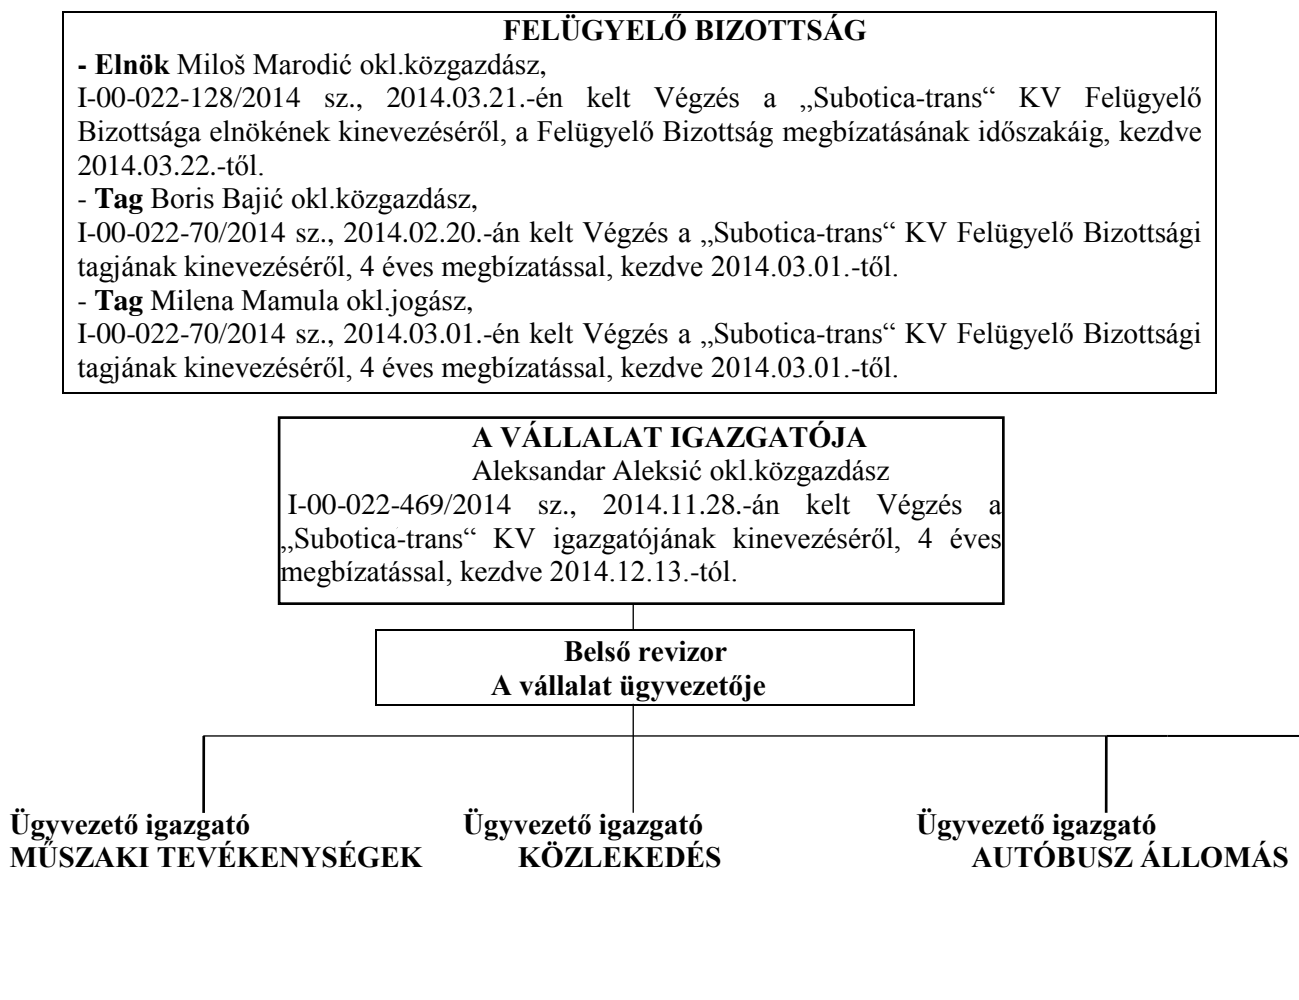 FELÜGYELŐ BIZOTTSÁG
- Elnök Miloš Marodić okl.közgazdász,
I-00-022-128/2014 sz., 2014.03.21.-én kelt Végzés a „Subotica-trans“ KV Felügyelő
Bizottsága elnökének kinevezéséről, a Felügyelő Bizottság megbízatásának időszakáig, kezdve
2014.03.22.-től.
- Tag Boris Bajić okl.közgazdász,
I-00-022-70/2014 sz., 2014.02.20.-án kelt Végzés a „Subotica-trans“ KV Felügyelő Bizottsági
tagjának kinevezéséről, 4 éves megbízatással, kezdve 2014.03.01.-től.
- Tag Milena Mamula okl.jogász,
I-00-022-70/2014 sz., 2014.03.01.-én kelt Végzés a „Subotica-trans“ KV Felügyelő Bizottsági
tagjának kinevezéséről, 4 éves megbízatással, kezdve 2014.03.01.-től.
A VÁLLALAT IGAZGATÓJA
Aleksandar Aleksić okl.közgazdász
I-00-022-469/2014 sz., 2014.11.28.-án kelt Végzés a
„Subotica-trans“ KV igazgatójának kinevezéséről, 4 éves
megbízatással, kezdve 2014.12.13.-tól.
Belső revizor
A vállalat ügyvezetője
Ügyvezető igazgató
MŰSZAKI TEVÉKENYSÉGEK
Ügyvezető igazgató
KÖZLEKEDÉS
Ügyvezető igazgató
AUTÓBUSZ ÁLLOMÁS